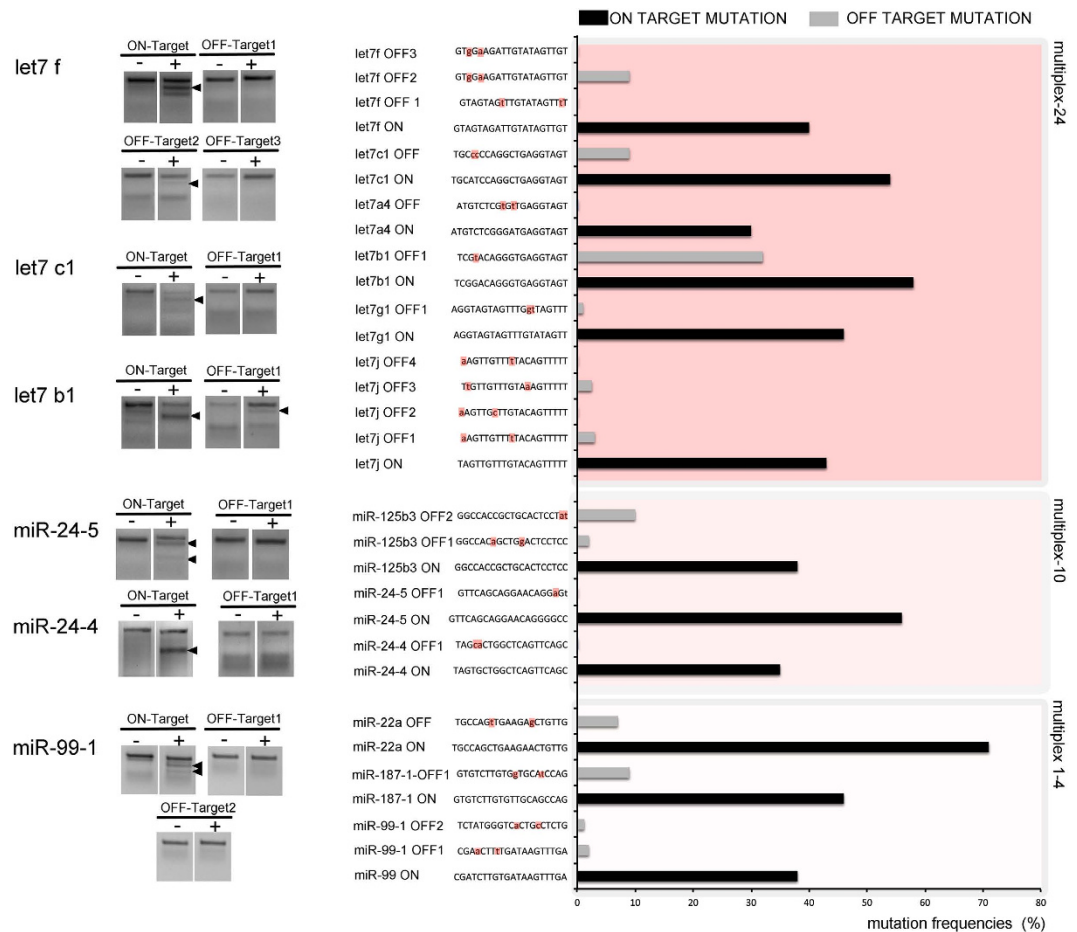 ON TARGET MUTATION OFF TARGET MUTATION
let7 f
ON-Target OFF-Target1
- + - +
OFF-Target2 OFF-Target3
- + - +
let7 c1
ON-Target OFF-Target1
- + - +
let7 b1
ON-Target OFF-Target1
- + - +
miR-24-5
ON-Target OFF-Target1
- + - +
miR-24-4
ON-Target OFF-Target1
- + - +
miR-99-1
ON-Target OFF-Target1
- + - +
OFF-Target2
- +
let7f OFF3 GTgGaAGATTGTATAGTTGT
let7f OFF2 GTgGaAGATTGTATAGTTGT
let7f OFF 1 GTAGTAGtTTGTATAGTTtT
let7f ON GTAGTAGATTGTATAGTTGT
let7c1 OFF TGCccCCAGGCTGAGGTAGT
let7c1 ON TGCATCCAGGCTGAGGTAGT
let7a4 OFF ATGTCTCGtGtTGAGGTAGT
let7a4 ON ATGTCTCGGGATGAGGTAGT
let7b1 OFF1 TCGtACAGGGTGAGGTAGT
let7b1 ON TCGGACAGGGTGAGGTAGT
let7g1 OFF1 AGGTAGTAGTTTGgtTAGTTT
let7g1 ON AGGTAGTAGTTTGTATAGTT
let7j OFF4 aAGTTGTTTtTACAGTTTTT
let7j OFF3 TtGTTGTTTGTAaAGTTTTT
let7j OFF2 aAGTTGcTTGTACAGTTTTT
let7j OFF1 aAGTTGTTTtTACAGTTTTT
let7j ON TAGTTGTTTGTACAGTTTTT
multiplex-24
miR-125b3 OFF2 GGCCACCGCTGCACTCCTat
miR-125b3 OFF1 GGCCACaGCTGgACTCCTCC
miR-125b3 ON GGCCACCGCTGCACTCCTCC
miR-24-5 OFF1 GTTCAGCAGGAACAGGaGt
miR-24-5 ON GTTCAGCAGGAACAGGGGCC
miR-24-4 OFF1 TAGcaCTGGCTCAGTTCAGC
miR-24-4 ON TAGTGCTGGCTCAGTTCAGC
multiplex-10
miR-22a OFF TGCCAGtTGAAGAgCTGTTG
miR-22a ON TGCCAGCTGAAGAACTGTTG
miR-187-1-OFF1 GTGTCTTGTGgTGCAtCCAG
miR-187-1 ON GTGTCTTGTGTTGCAGCCAG
miR-99-1 OFF2 TCTATGGGTCaCTGcCTCTG
miR-99-1 OFF1 CGAaCTTtTGATAAGTTTGA
miR-99 ON CGATCTTGTGATAAGTTTGA
multiplex 1-4
0 10 20 30 40 50 60 70 80
mutation frequencies (%)